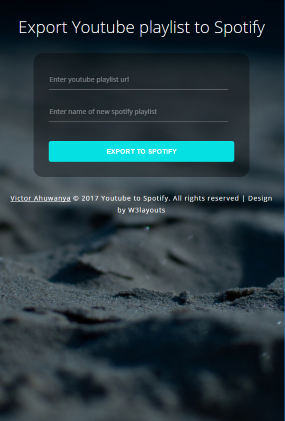 Export Youtube playlist to Spotify
Enter youtube playlist url
Enter name of new spotify playlist
EXPORT TO SPOTIFY
Victor Ahuwanya © 2017 Youtube to Spotify. All rights reserved | Design
by W3layouts